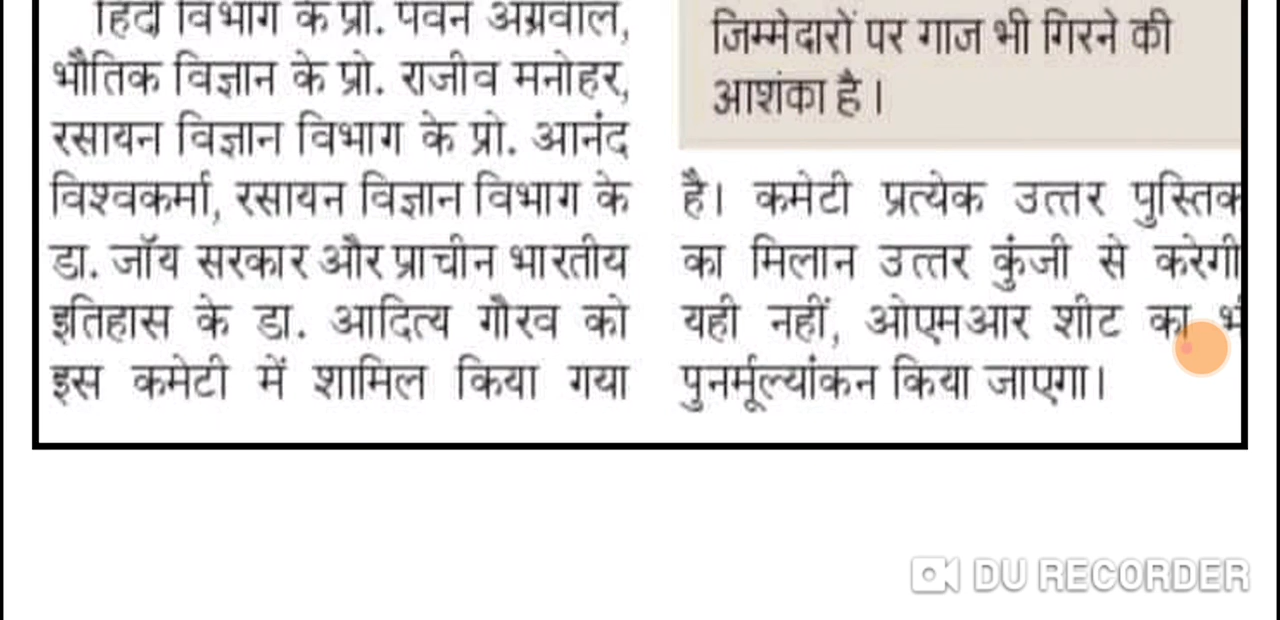 हिंदी विभाग के प्रो. पवन अग्रवाल,
भौतिक विज्ञान के प्रो. राजीव मनोहर,
रसायन विज्ञान विभाग के प्रो. आनंद
विश्वकर्मा, रसायन विज्ञान विभाग के
डा. जॉय सरकार और प्राचीन भारतीय
इतिहास के डा. आदित्य गौरव को
इस कमेटी में शामिल किया गया
जिम्मेदारों पर गाज भी गिरने की
आशंका है।
है। कमेटी प्रत्येक उत्तर पुस्तिक
का मिलान उत्तर कुंजी से करेगी
यही नहीं, ओएमआर शीट का
पुनर्मूल्यांकन किया जाएगा।
DU RECORDER